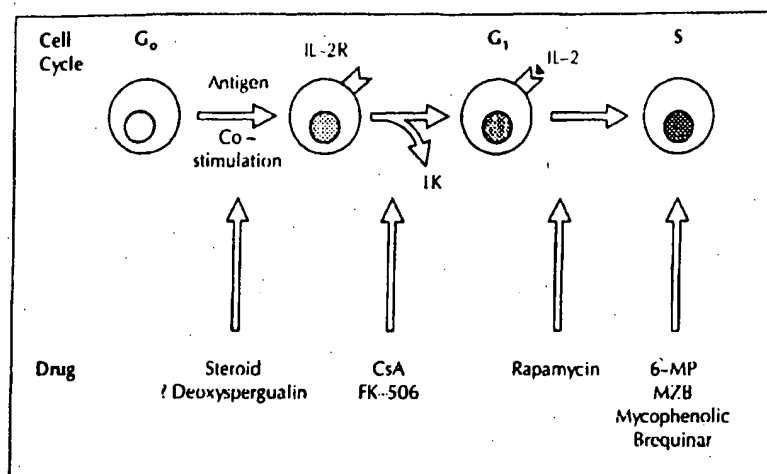 Cell
Cycle
G₀
IL-2R
G₁
IL-2
S
Antigen
Co-
stimulation
IK
Drug
Steroid
? Deoxyspergualin
CsA
FK-506
Rapamycin
6-MP
MZB
Mycophenolic
Brequinar